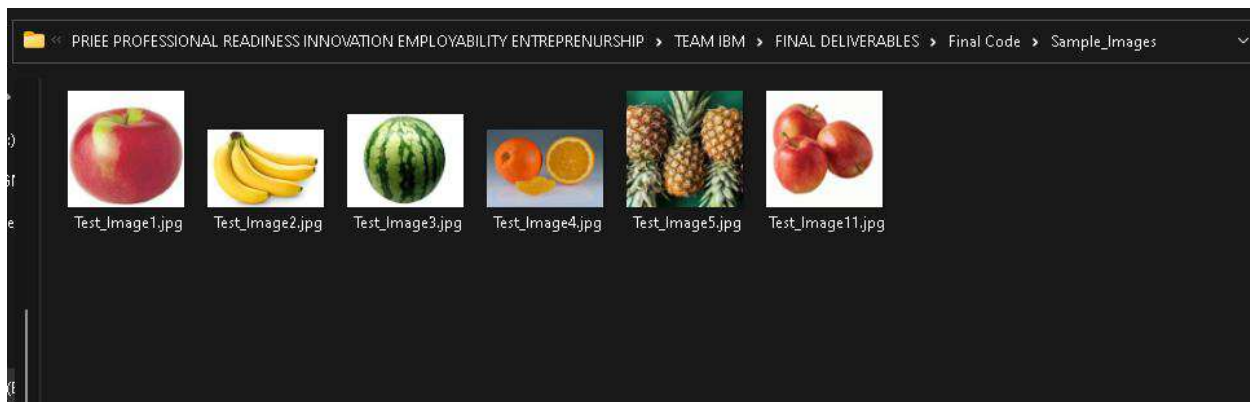 « PRIEE PROFESSIONAL READINESS INNOVATION EMPLOYABILITY ENTREPRENURSHIP > TEAM IBM > FINAL DELIVERABLES > Final Code > Sample_Images
Test_Image1.jpg Test_Image2.jpg Test_Image3.jpg Test_Image4.jpg Test_Image5.jpg Test_Image11.jpg